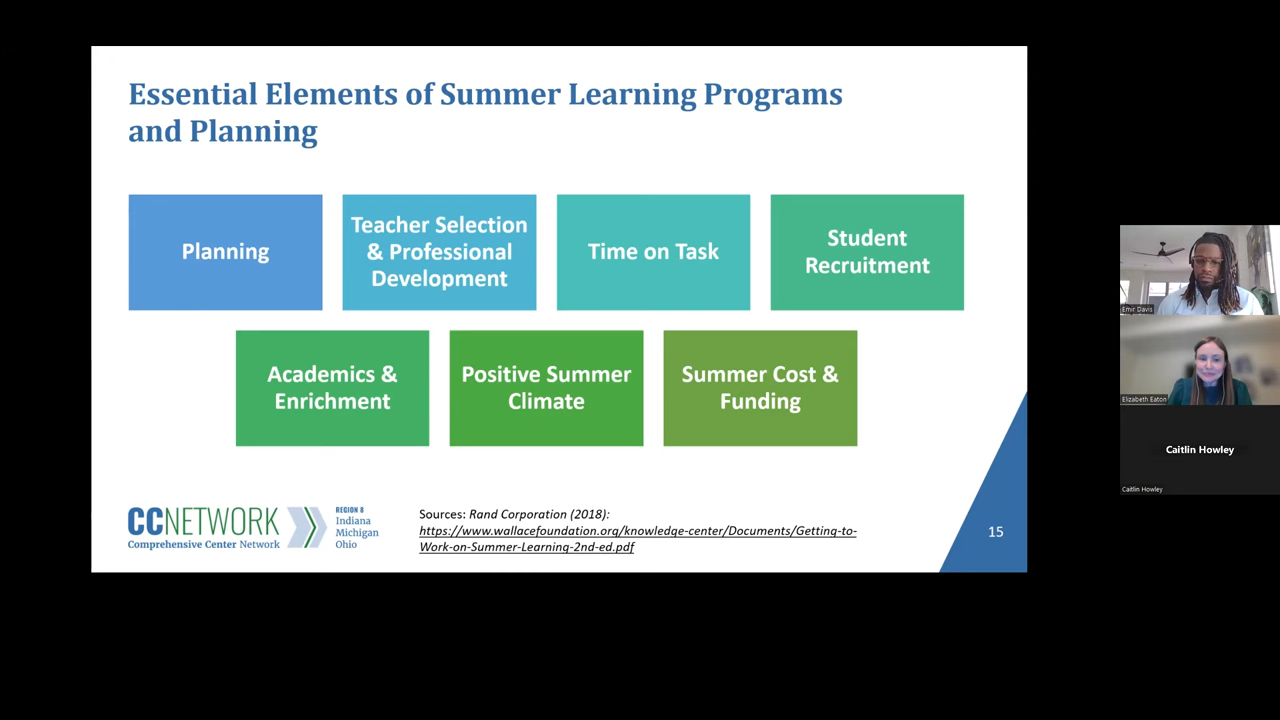 Essential Elements of Summer Learning Programs
and Planning
Planning
Teacher Selection
& Professional
Development
Time on Task
Student
Recruitment
Academics &
Enrichment
Positive Summer
Climate
Summer Cost &
Funding
CCNETWORK
Comprehensive Center Network
REGION 8
Indiana
Michigan
Ohio
Sources: Rand Corporation (2018):
https://www.wallacefoundation.org/knowledge-center/Documents/Getting-to-
Work-on-Summer-Learning-2nd-ed.pdf
15
Emir Davis
Elizabeth Eaton
Caitlin Howley
Caitlin Howley